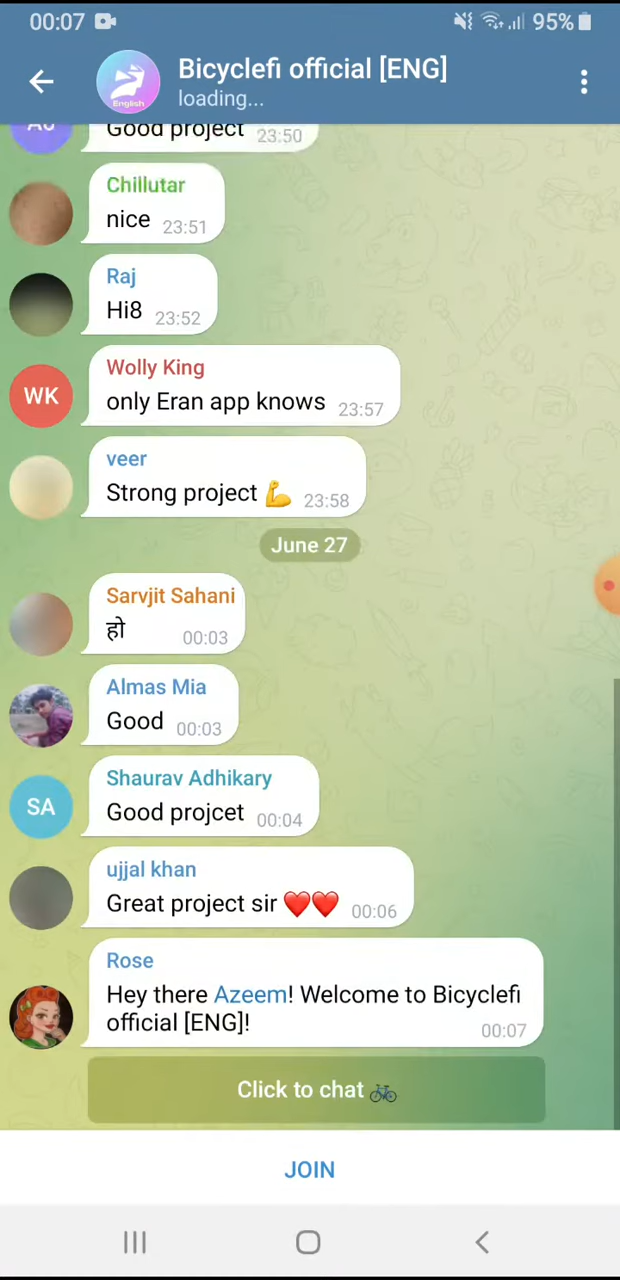 00:07 95%
Bicyclefi official [ENG]
English
loading...
AJ
Good project 23:50
Chillutar
nice 23:51
Raj
Hi8 23:52
WK
Wolly King
only Eran app knows 23:57
veer
Strong project 💪 23:58
June 27
Sarvjit Sahani
हो 00:03
Almas Mia
Good 00:03
SA
Shaurav Adhikary
Good projcet 00:04
ujjal khan
Great project sir ❤️❤️ 00:06
Rose
Hey there Azeem! Welcome to Bicyclefi
official [ENG]! 00:07
Click to chat 🚲
JOIN